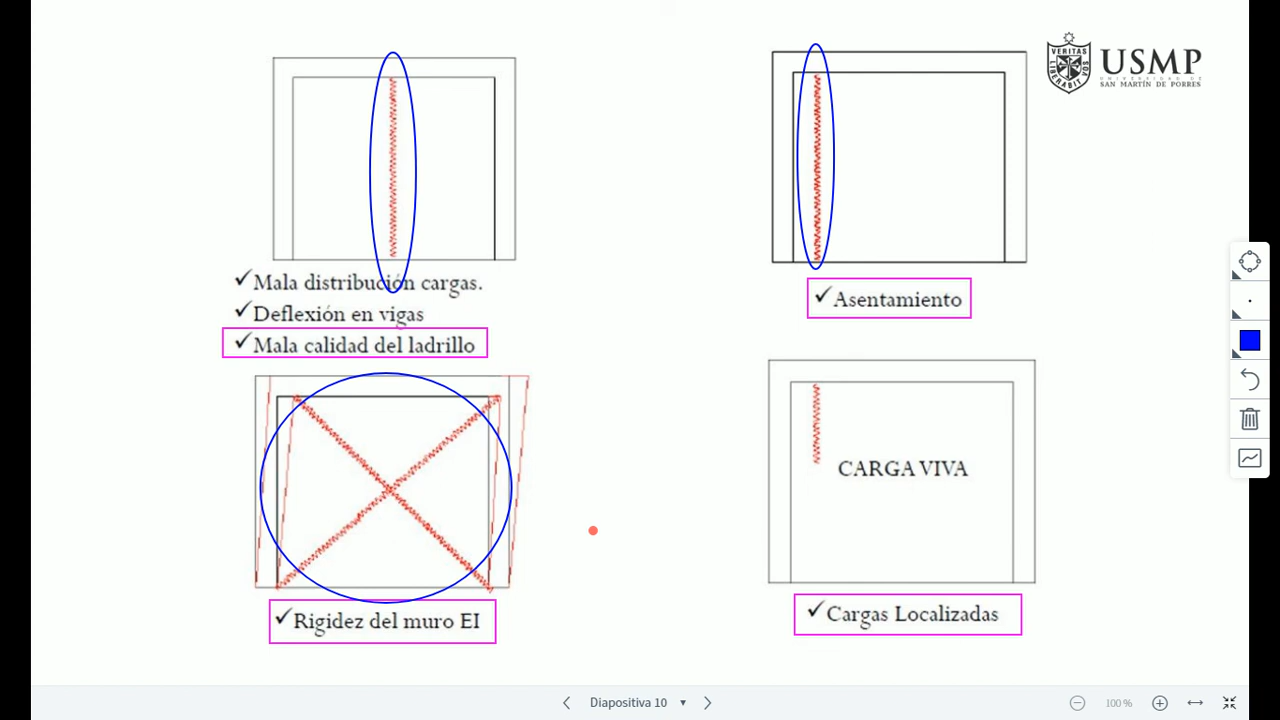 VERITAS
LIBERABIT
VOS
USMP
UNIVERSIDAD DE
SAN MARTÍN DE PORRES
Mala distribución cargas.
Deflexión en vigas
Mala calidad del ladrillo
Asentamiento
CARGA VIVA
Rigidez del muro EI
Cargas Localizadas
Diapositiva 10
100 %